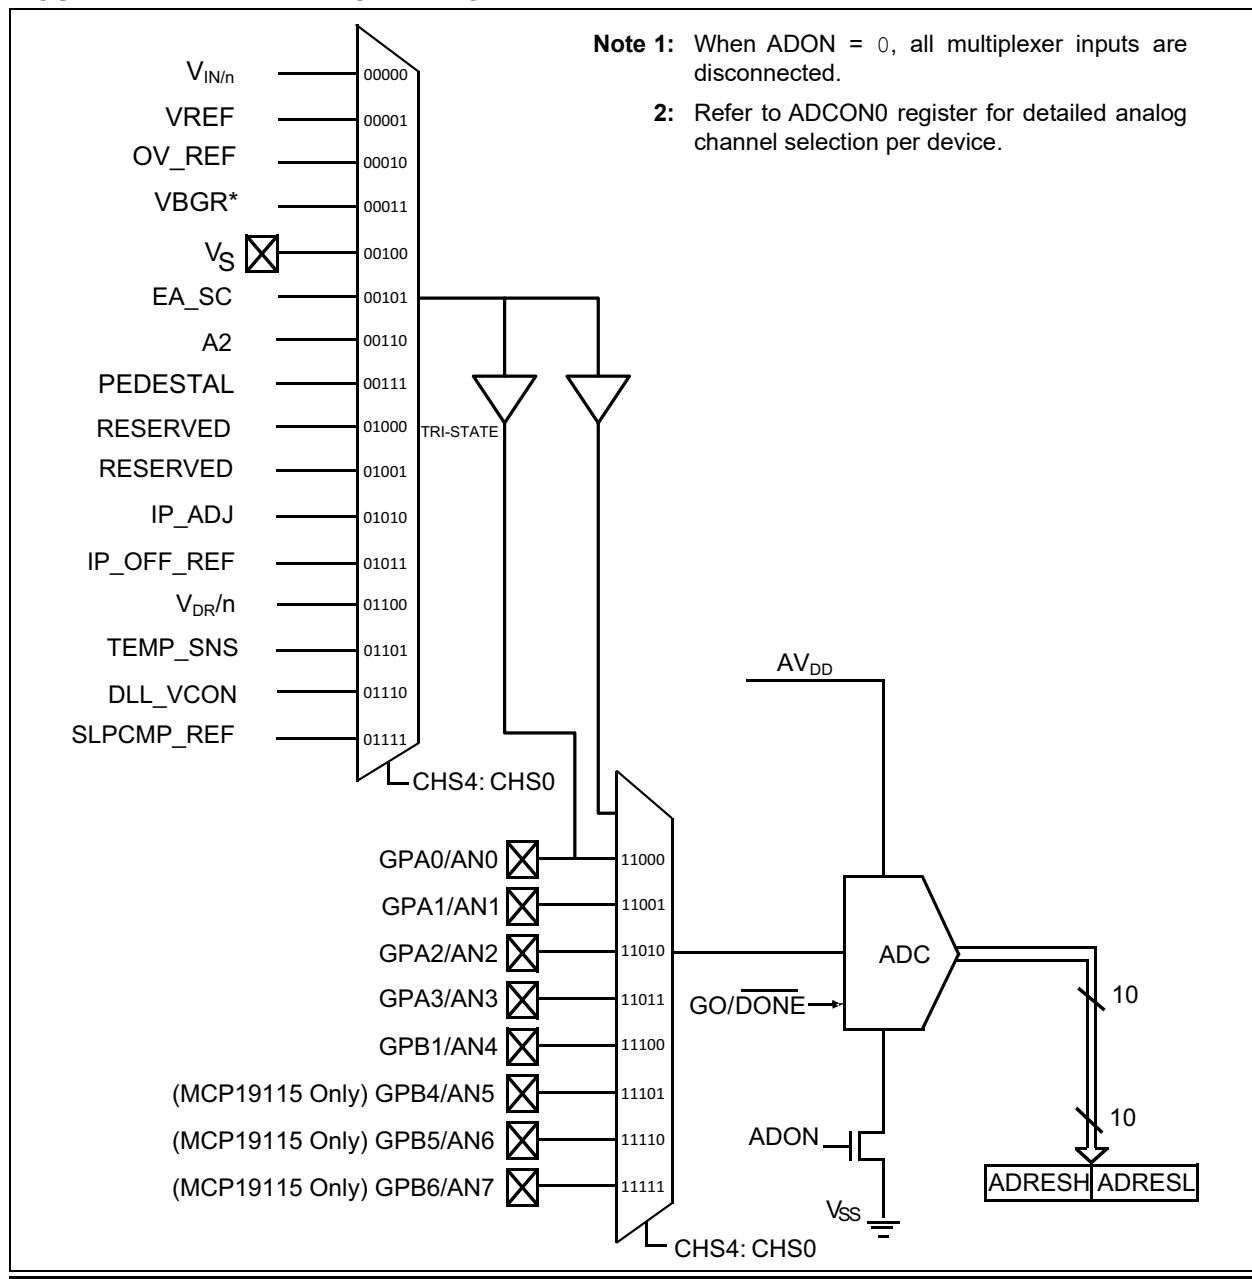 Note 1: When ADON = 0, all multiplexer inputs are
disconnected.
2: Refer to ADCON0 register for detailed analog
channel selection per device.
VIN/n 00000
VREF 00001
OV_REF 00010
VBGR* 00011
VS 00100
EA_SC 00101
A2 00110
PEDESTAL 00111
RESERVED 01000
TRI-STATE
RESERVED 01001
IP_ADJ 01010
IP_OFF_REF 01011
VDR/n 01100
TEMP_SNS 01101
DLL_VCON 01110
SLPCMP_REF 01111
CHS4: CHS0
AVDD
GPA0/AN0 11000
GPA1/AN1 11001
GPA2/AN2 11010
GPA3/AN3 11011
GPB1/AN4 11100
(MCP19115 Only) GPB4/AN5 11101
(MCP19115 Only) GPB5/AN6 11110
(MCP19115 Only) GPB6/AN7 11111
CHS4: CHS0
ADC
GO/DONE
10
10
ADON
ADRESH ADRESL
VSS